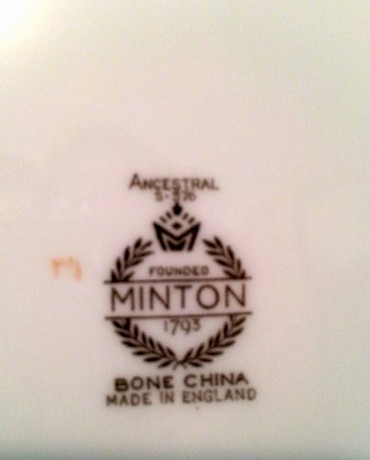 ANCESTRAL
S-376
FOUNDED
MINTON
1793
BONE CHINA
MADE IN ENGLAND